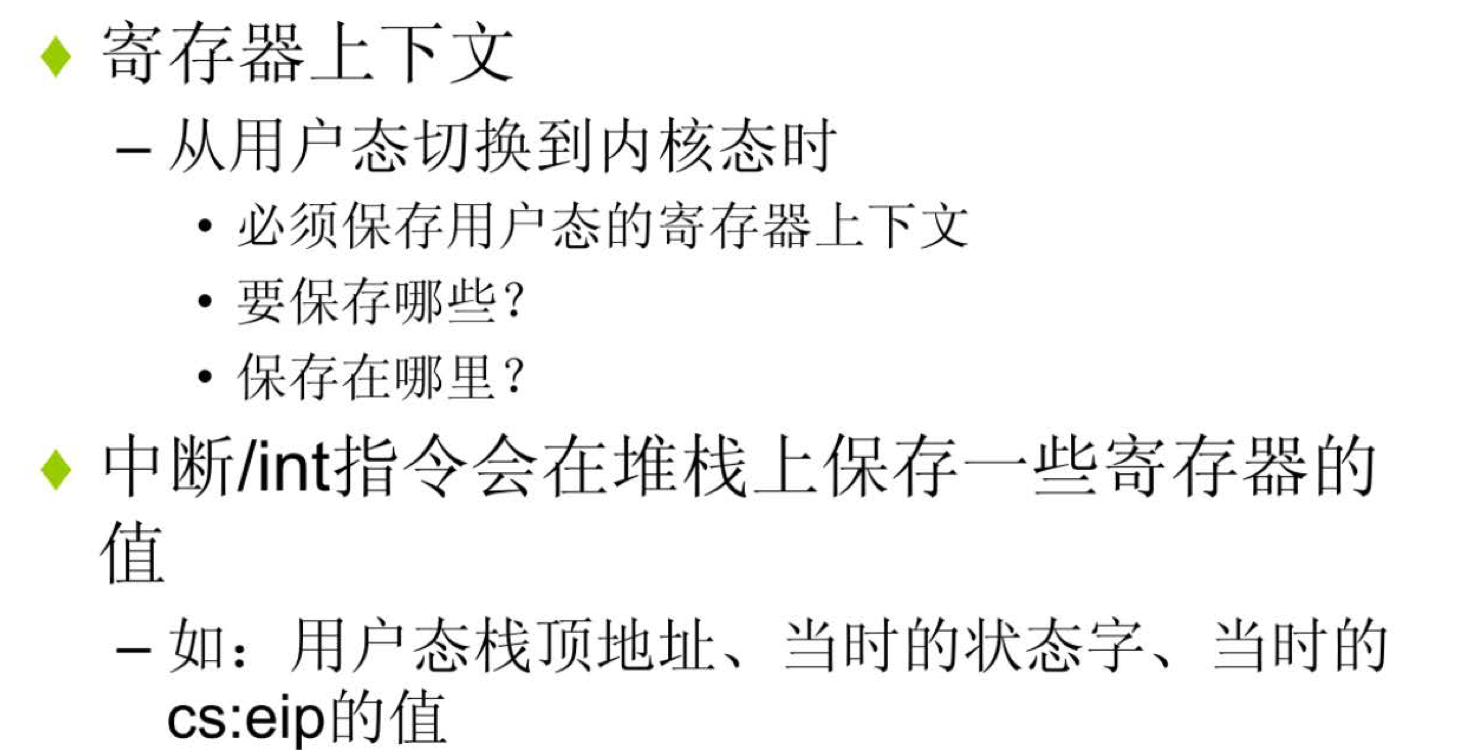 寄存器上下文
– 从用户态切换到内核态时
• 必须保存用户态的寄存器上下文
• 要保存哪些？
• 保存在哪里？
中断/int指令会在堆栈上保存一些寄存器的
值
– 如：用户态栈顶地址、当时的状态字、当时的
cs:eip的值